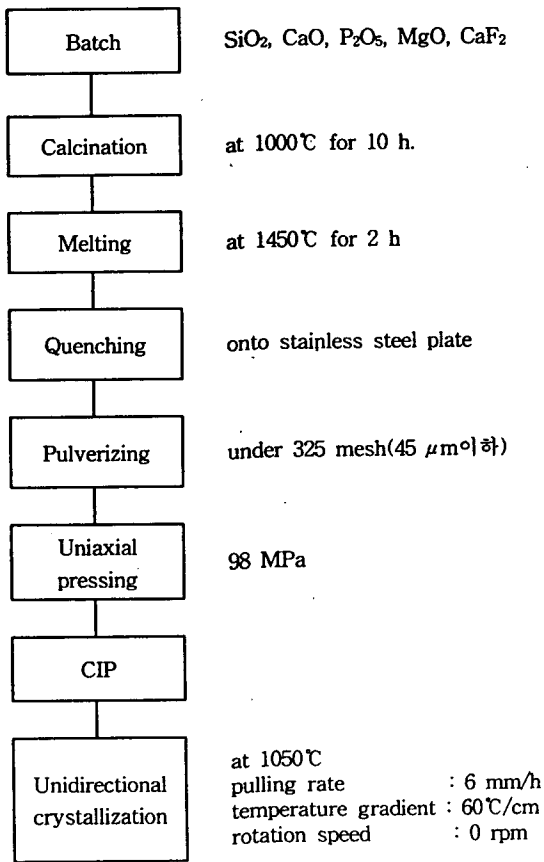 Batch
SiO₂, CaO, P₂O₅, MgO, CaF₂
Calcination
at 1000℃ for 10 h.
Melting
at 1450℃ for 2 h
Quenching
onto stainless steel plate
Pulverizing
under 325 mesh(45 μm이하)
Uniaxial
pressing
98 MPa
CIP
Unidirectional
crystallization
at 1050℃
pulling rate : 6 mm/h
temperature gradient : 60℃/cm
rotation speed : 0 rpm